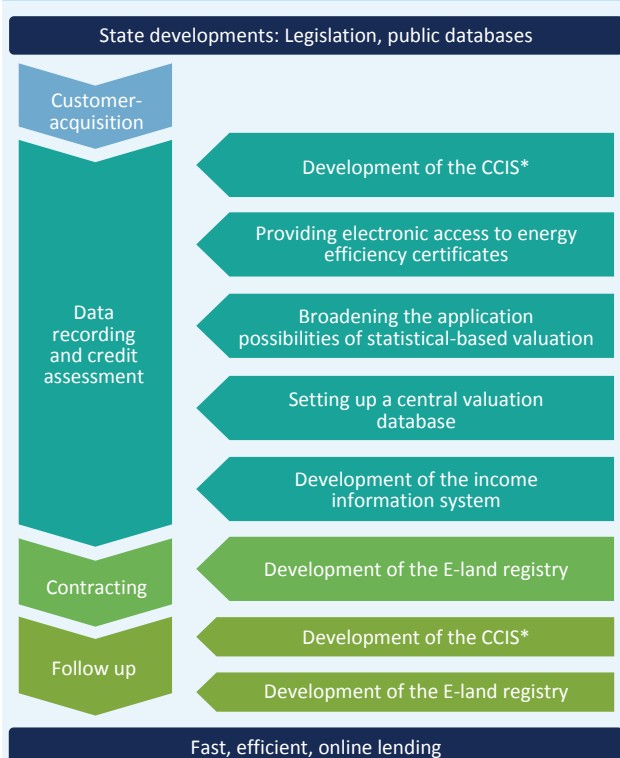 State developments: Legislation, public databases
Customer-
acquisition
Development of the CCIS*
Providing electronic access to energy
efficiency certificates
Data
recording
and credit
assessment
Broadening the application
possibilities of statistical-based valuation
Setting up a central valuation
database
Development of the income
information system
Contracting
Development of the E-land registry
Follow up
Development of the CCIS*
Development of the E-land registry
Fast, efficient, online lending